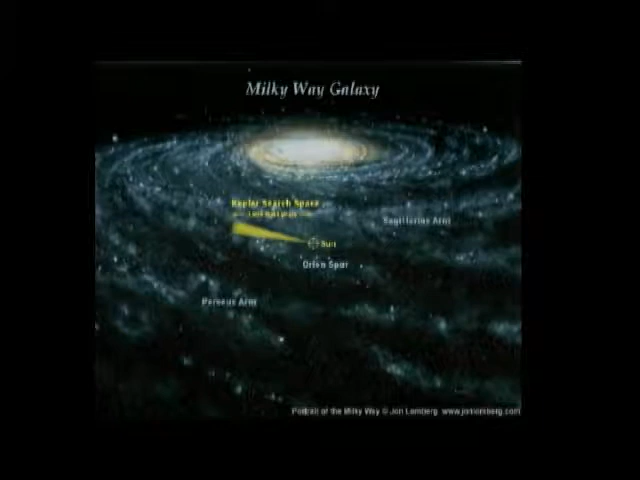 Milky Way Galaxy
Kepler Search Space
Sagittarius Arm
Sun
Orion Spur
Perseus Arm
Portrait of the Milky Way © Jon Lomberg www.jonlomberg.com